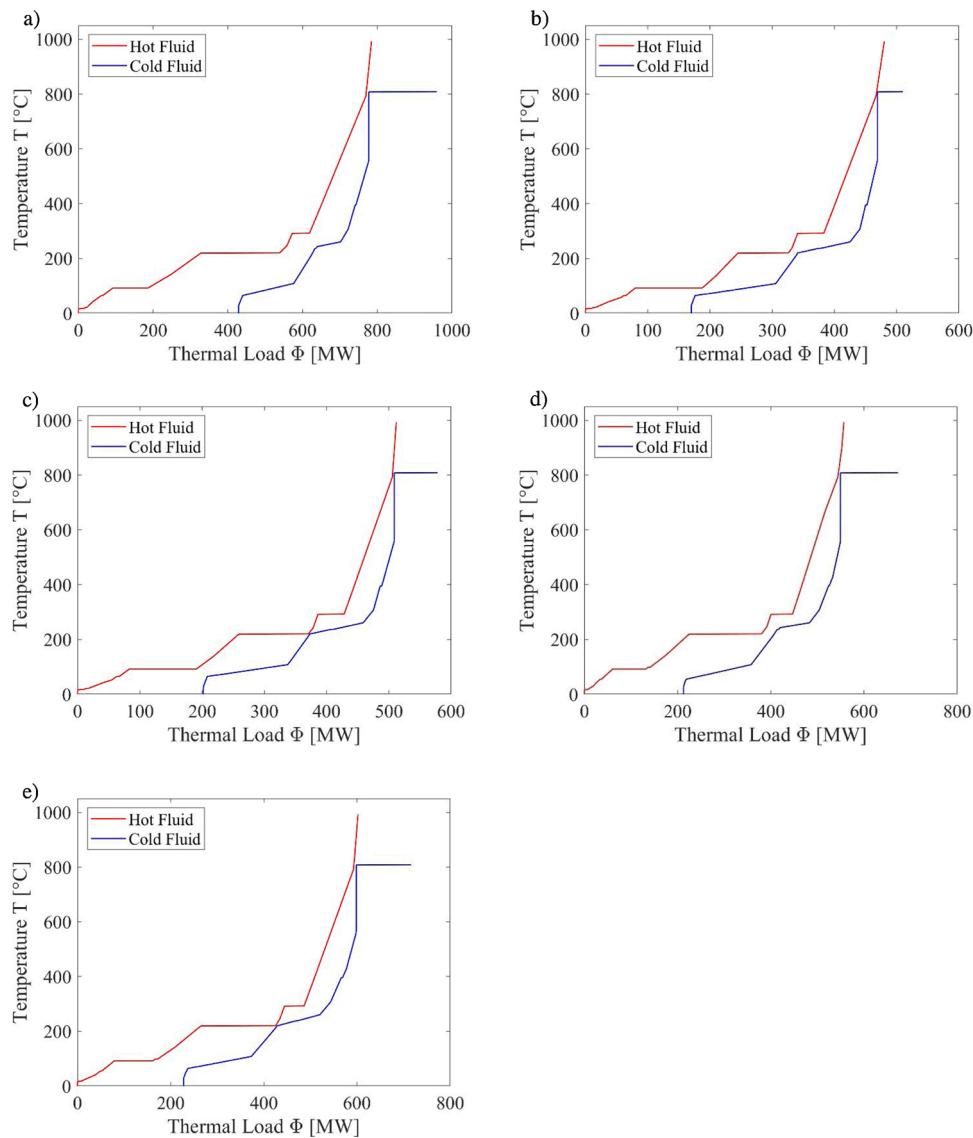 a)
Temperature T [°C]
1000
800
600
400
200
0
Hot Fluid
Cold Fluid
0 200 400 600 800 1000
Thermal Load Φ [MW]
b)
Temperature T [°C]
1000
800
600
400
200
0
Hot Fluid
Cold Fluid
0 100 200 300 400 500 600
Thermal Load Φ [MW]
c)
Temperature T [°C]
1000
800
600
400
200
0
Hot Fluid
Cold Fluid
0 100 200 300 400 500 600
Thermal Load Φ [MW]
d)
Temperature T [°C]
1000
800
600
400
200
0
Hot Fluid
Cold Fluid
0 200 400 600 800
Thermal Load Φ [MW]
e)
Temperature T [°C]
1000
800
600
400
200
0
Hot Fluid
Cold Fluid
0 200 400 600 800
Thermal Load Φ [MW]